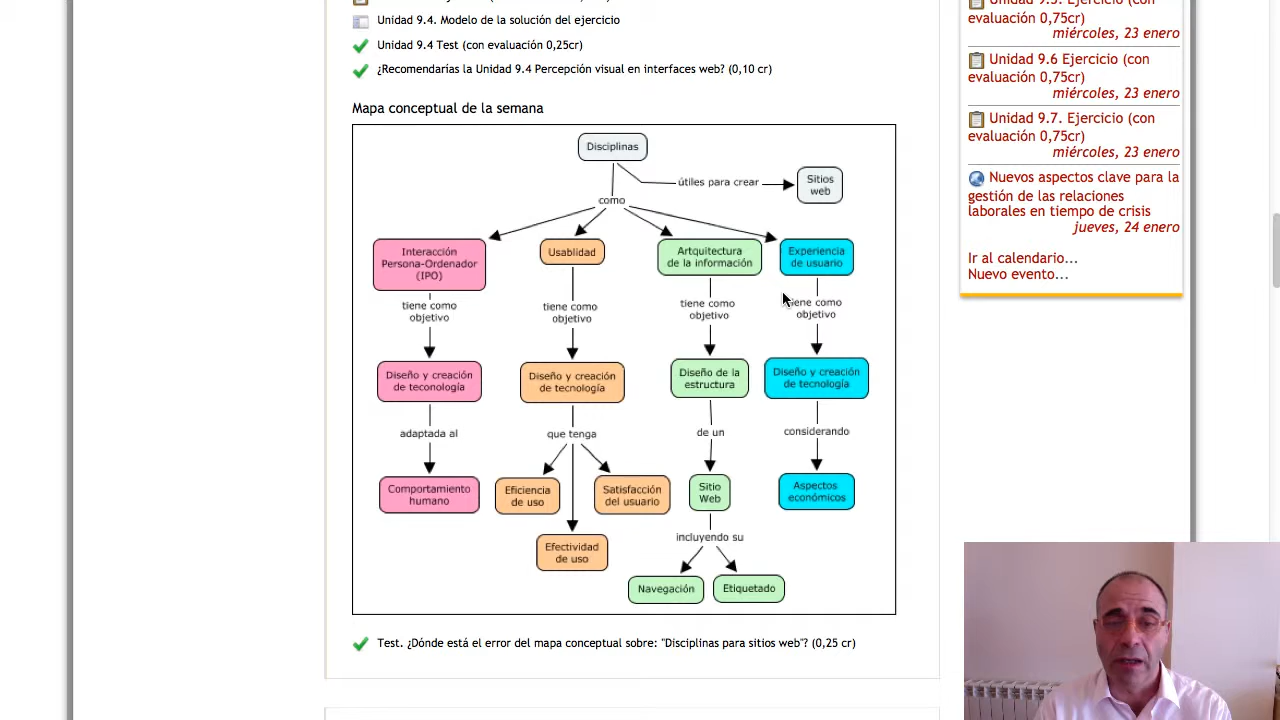 Unidad 9.4. Modelo de la solución del ejercicio
Unidad 9.4 Test (con evaluación 0,25cr)
¿Recomendarías la Unidad 9.4 Percepción visual en interfaces web? (0,10 cr)
Mapa conceptual de la semana
Disciplinas
útiles para crear
Sitios
web
como
Interacción
Persona-Ordenador
(IPO)
Usablidad
Artquitectura
de la información
Experiencia
de usuario
tiene como
objetivo
tiene como
objetivo
tiene como
objetivo
tiene como
objetivo
Diseño y creación
de teconología
Diseño y creación
de tecnología
Diseño de la
estructura
Diseño y creación
de tecnología
adaptada al
que tenga
de un
considerando
Comportamiento
humano
Eficiencia
de uso
Satisfacción
del usuario
Sitio
Web
Aspectos
económicos
Efectividad
de uso
incluyendo su
Navegación
Etiquetado
Test. ¿Dónde está el error del mapa conceptual sobre: "Disciplinas para sitios web"? (0,25 cr)
Unidad 9.5. Ejercicio (con
evaluación 0,75cr)
miércoles, 23 enero
Unidad 9.6 Ejercicio (con
evaluación 0,75cr)
miércoles, 23 enero
Unidad 9.7. Ejercicio (con
evaluación 0,75cr)
miércoles, 23 enero
Nuevos aspectos clave para la
gestión de las relaciones
laborales en tiempo de crisis
jueves, 24 enero
Ir al calendario...
Nuevo evento...